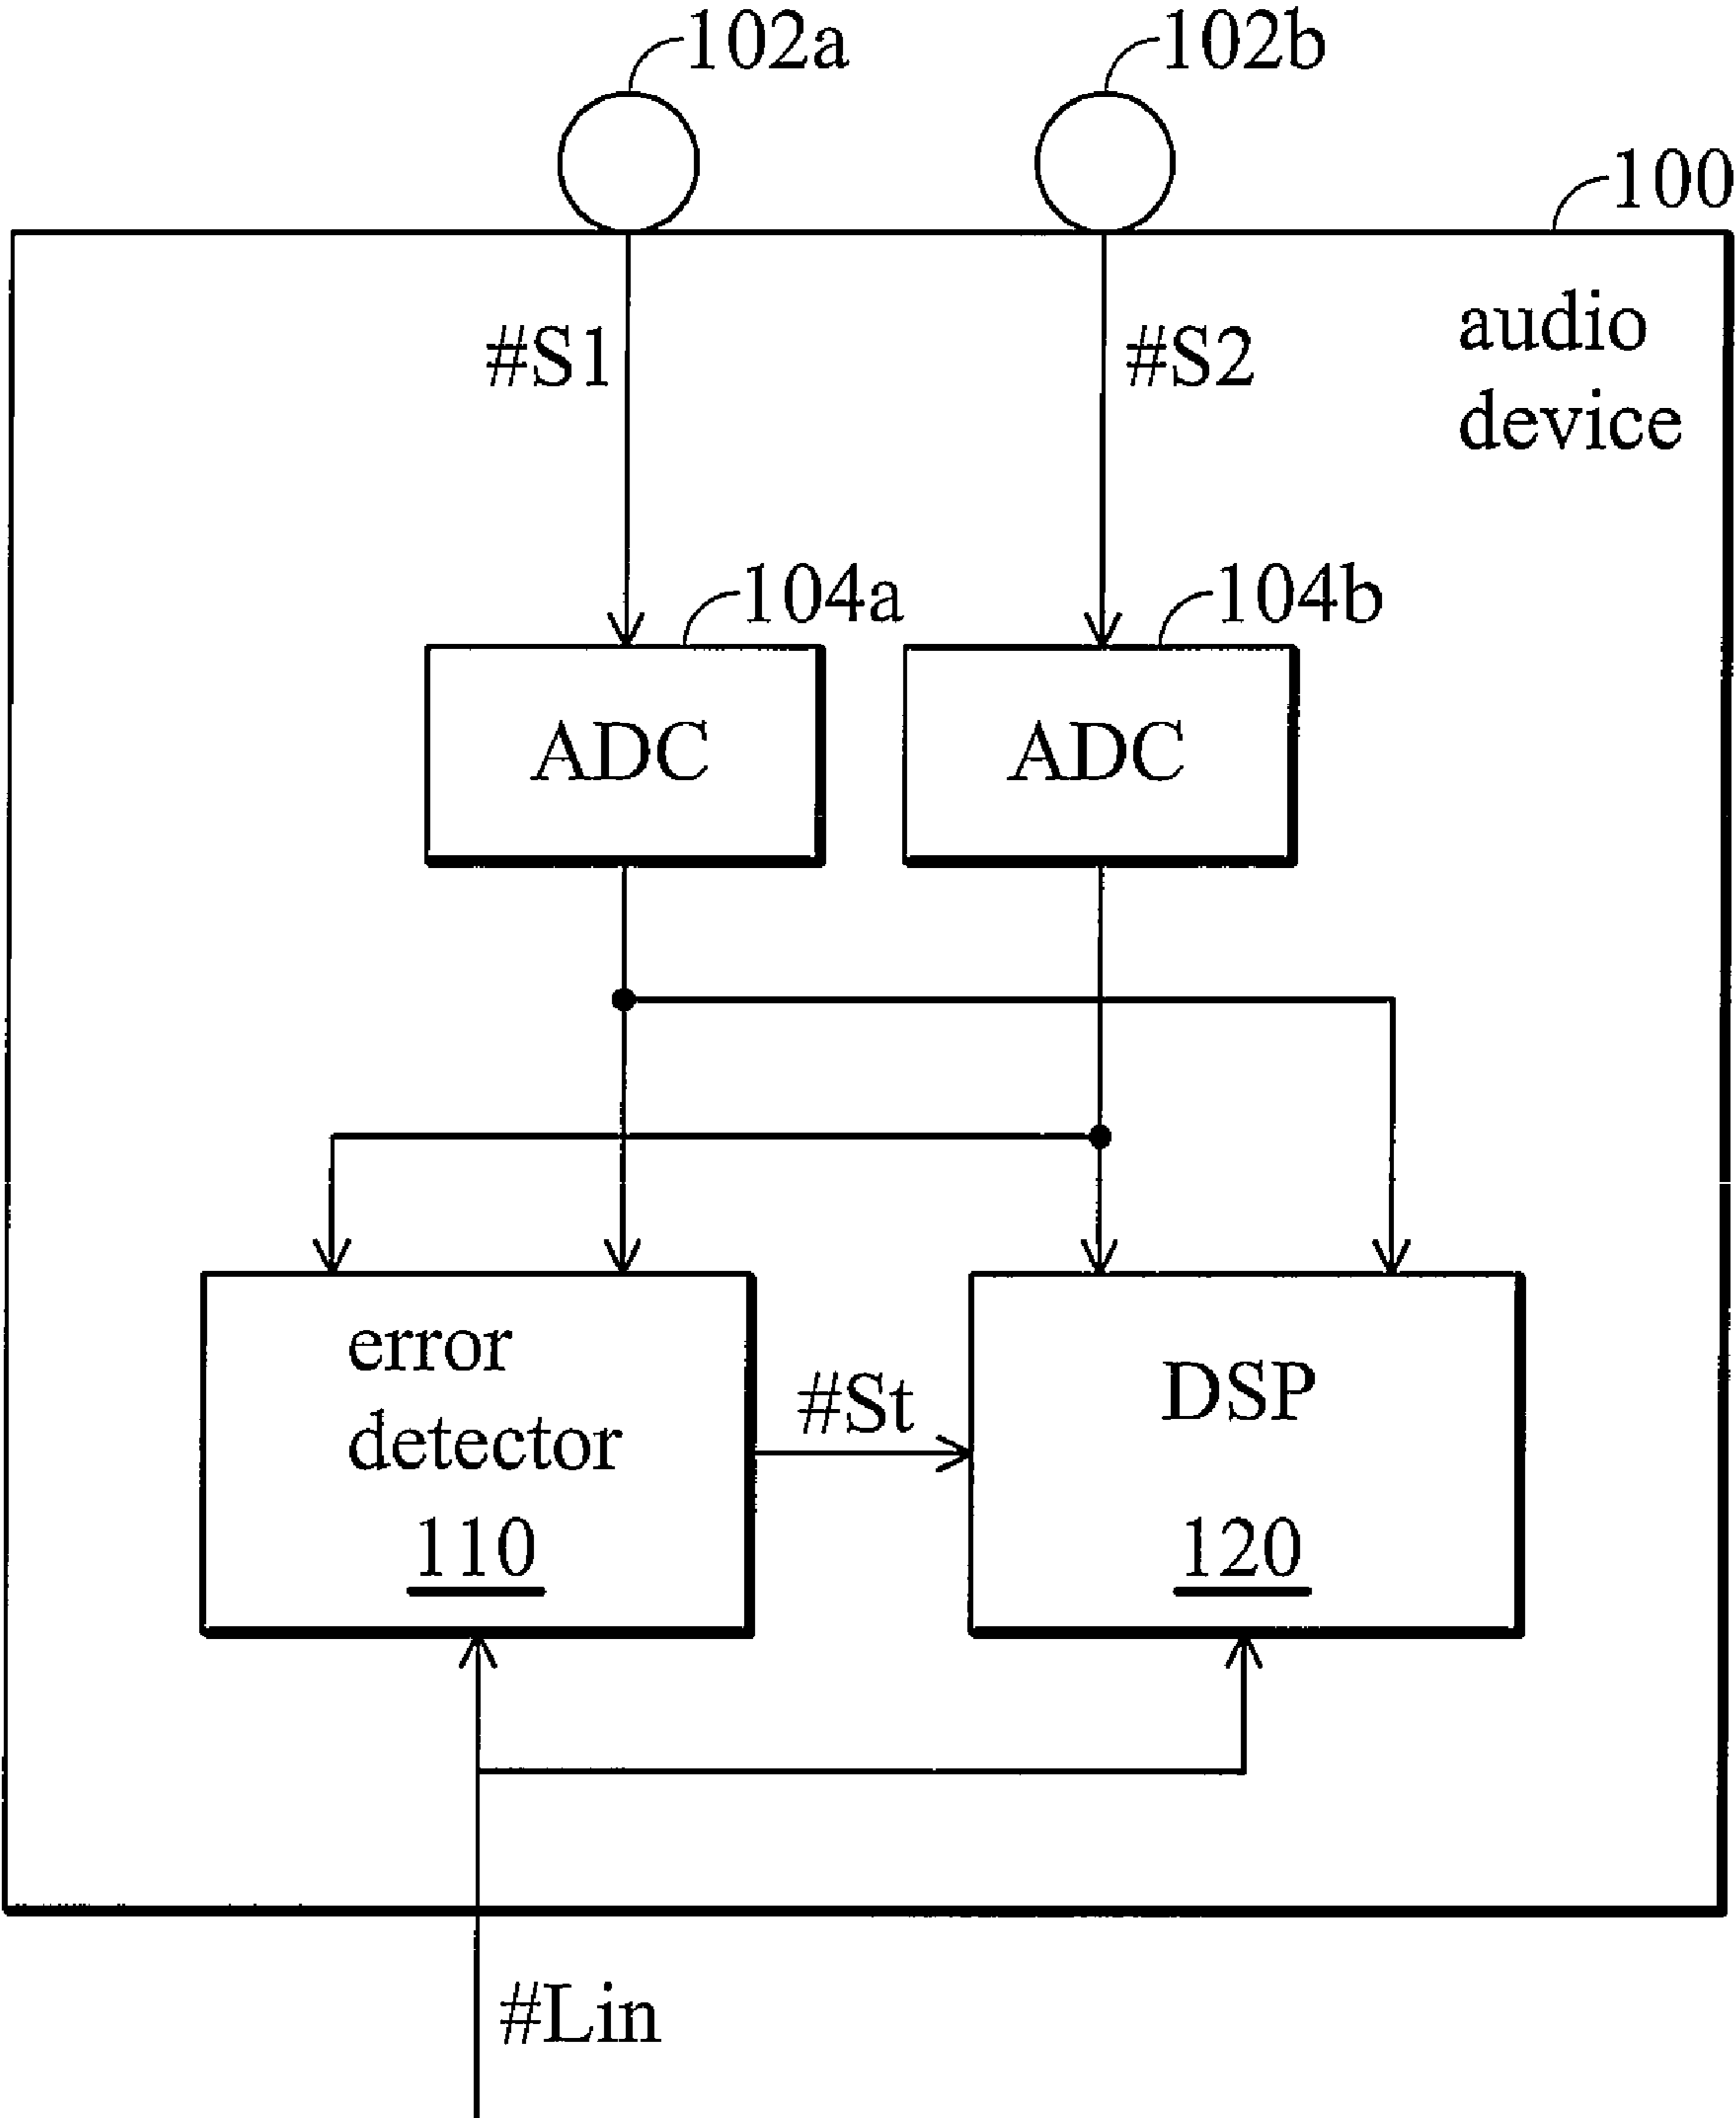 102a
102b
100
audio
device
#S1
#S2
104a
104b
ADC
ADC
error
detector
110
#St
DSP
120
#Lin